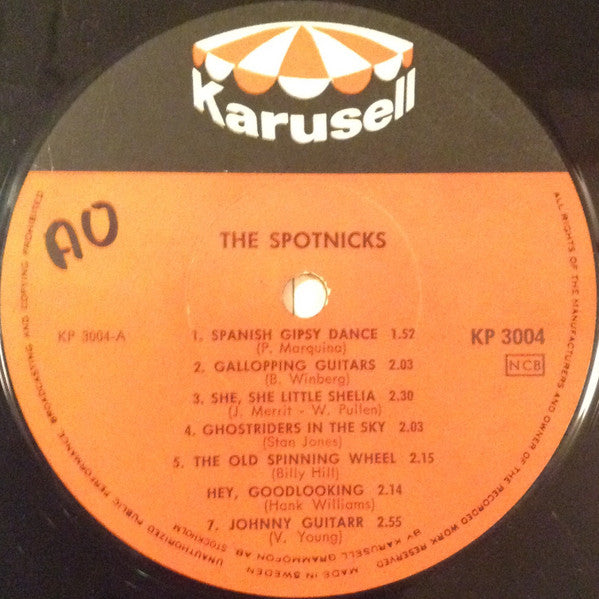 Karusell
AU
THE SPOTNICKS
KP 3004-A
KP 3004
NCB
1. SPANISH GIPSY DANCE 1.52
(P. Marquina)
2. GALLOPPING GUITARS 2.03
(B. Winberg)
3. SHE, SHE LITTLE SHELIA 2.30
(J. Merrit - W. Pullen)
4. GHOSTRIDERS IN THE SKY 2.03
(Stan Jones)
5. THE OLD SPINNING WHEEL 2.15
(Billy Hill)
HEY, GOODLOOKING 2.14
(Hank Williams)
7. JOHNNY GUITARR 2.55
(V. Young)
ALL RIGHTS OF THE MANUFACTURERS AND OWNER OF THE RECORDED WORK RESERVED
UNAUTHORIZED PUBLIC PERFORMANCE BROADCASTING AND COPYING PROHIBITED
BY KARUSELL GRAMMOFON AB STOCKHOLM
MADE IN SWEDEN